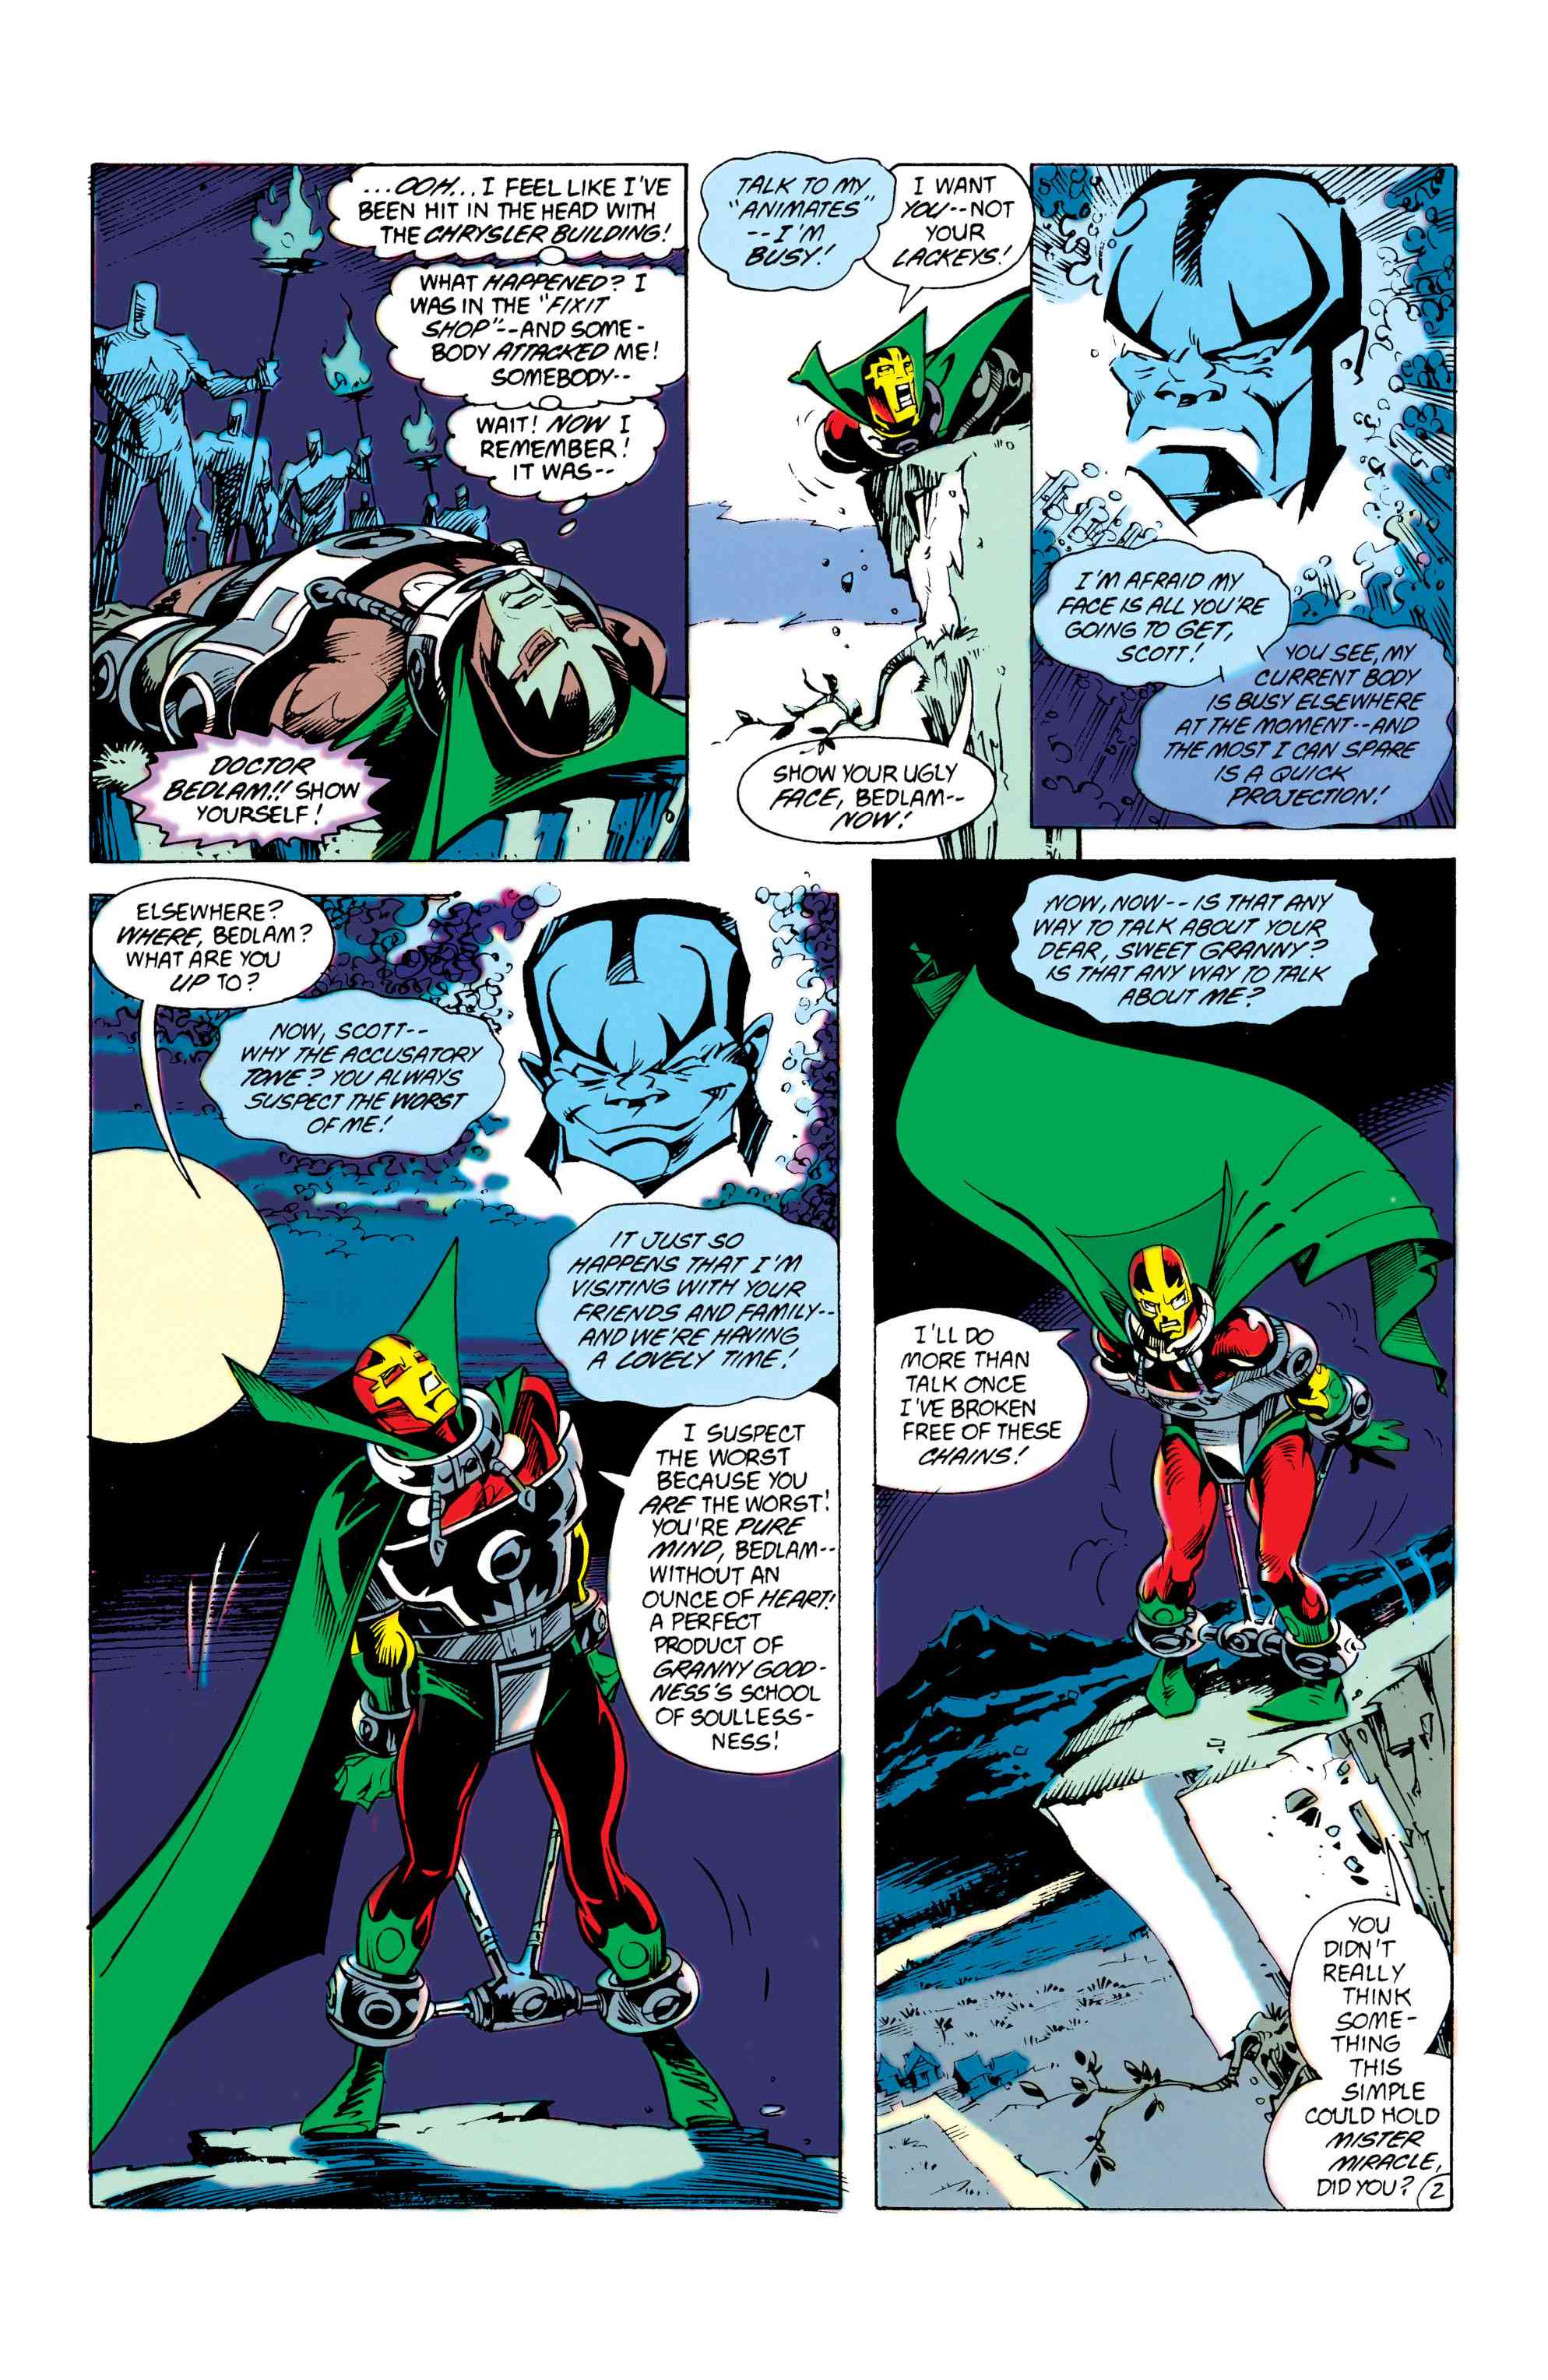 ...OOH...I FEEL LIKE I'VE
BEEN HIT IN THE HEAD WITH
THE CHRYSLER BUILDING!
WHAT HAPPENED? I
WAS IN THE "FIXIT
SHOP"--AND SOME-
BODY ATTACKED ME!
SOMEBODY--
WAIT! NOW I
REMEMBER!
IT WAS--
DOCTOR
BEDLAM!! SHOW
YOURSELF!
TALK TO MY
"ANIMATES"
--I'M
BUSY!
I WANT
YOU--NOT
YOUR
LACKEYS!
SHOW YOUR UGLY
FACE, BEDLAM--
NOW!
I'M AFRAID MY
FACE IS ALL YOU'RE
GOING TO GET,
SCOTT!
YOU SEE, MY
CURRENT BODY
IS BUSY ELSEWHERE
AT THE MOMENT--AND
THE MOST I CAN SPARE
IS A QUICK
PROJECTION!
ELSEWHERE?
WHERE, BEDLAM?
WHAT ARE YOU
UP TO?
NOW, SCOTT--
WHY THE ACCUSATORY
TONE? YOU ALWAYS
SUSPECT THE WORST
OF ME!
IT JUST SO
HAPPENS THAT I'M
VISITING WITH YOUR
FRIENDS AND FAMILY--
AND WE'RE HAVING
A LOVELY TIME!
I SUSPECT
THE WORST
BECAUSE YOU
ARE THE WORST!
YOU'RE PURE
MIND, BEDLAM--
WITHOUT AN
OUNCE OF HEART!
A PERFECT
PRODUCT OF
GRANNY GOOD-
NESS'S SCHOOL
OF SOULLESS-
NESS!
NOW, NOW--IS THAT ANY
WAY TO TALK ABOUT YOUR
DEAR, SWEET GRANNY?
IS THAT ANY WAY TO TALK
ABOUT ME?
I'LL DO
MORE THAN
TALK ONCE
I'VE BROKEN
FREE OF THESE
CHAINS!
YOU
DIDN'T
REALLY
THINK
SOME-
THING
THIS
SIMPLE
COULD HOLD
MISTER
MIRACLE,
DID YOU?
2